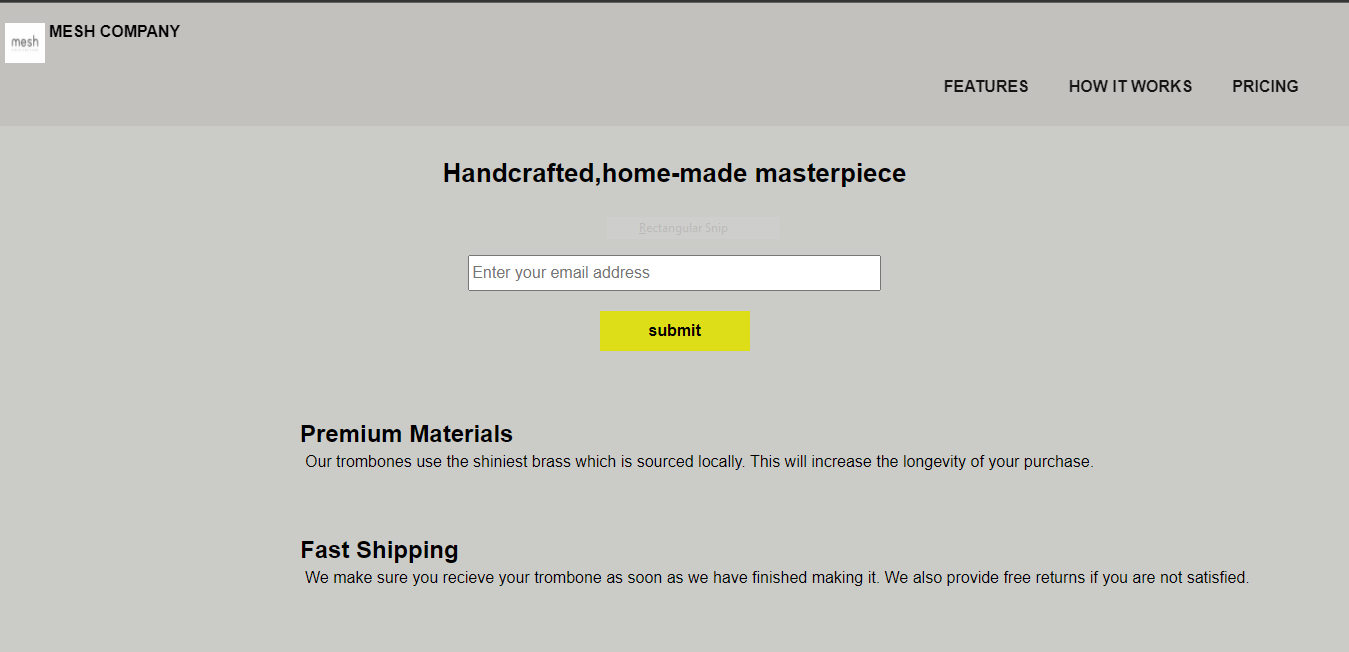 MESH COMPANY
mesh
FEATURES HOW IT WORKS PRICING
Handcrafted,home-made masterpiece
Rectangular Snip
Enter your email address
submit
Premium Materials
Our trombones use the shiniest brass which is sourced locally. This will increase the longevity of your purchase.
Fast Shipping
We make sure you recieve your trombone as soon as we have finished making it. We also provide free returns if you are not satisfied.